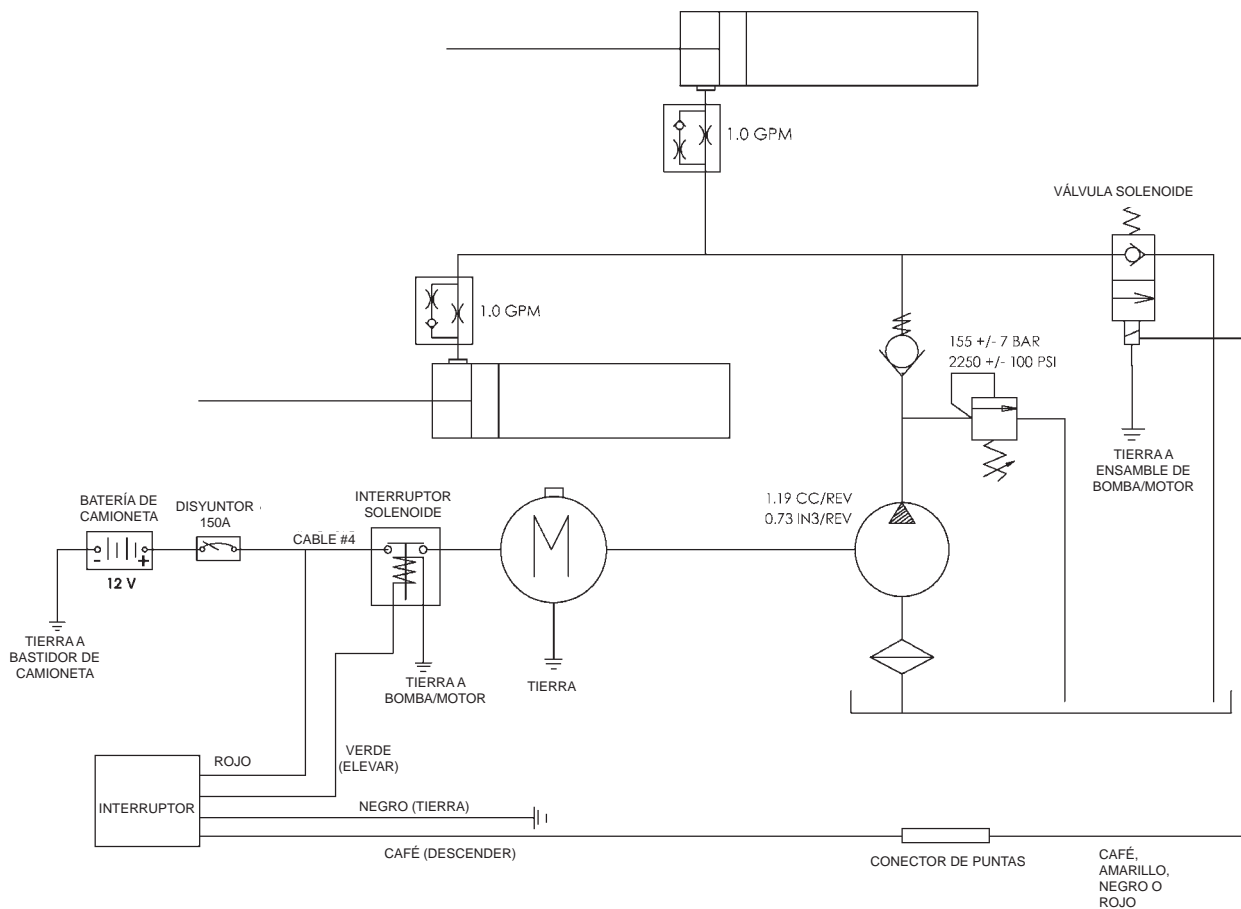 1.0 GPM
VÁLVULA SOLENOIDE
1.0 GPM
155 +/- 7 BAR
2250 +/- 100 PSI
TIERRA A
ENSAMBLE DE
BOMBA/MOTOR
BATERÍA DE
CAMIONETA
DISYUNTOR
150A
INTERRUPTOR
SOLENOIDE
1.19 CC/REV
0.73 IN3/REV
CABLE #4
M
- +
12 V
TIERRA A
BASTIDOR DE
CAMIONETA
TIERRA A
BOMBA/MOTOR
TIERRA
ROJO
VERDE
(ELEVAR)
INTERRUPTOR
NEGRO (TIERRA)
CAFÉ (DESCENDER)
CONECTOR DE PUNTAS
CAFÉ,
AMARILLO,
NEGRO O
ROJO